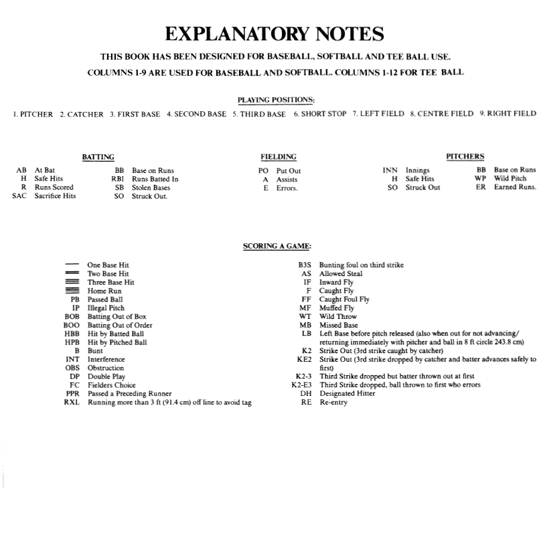 EXPLANATORY NOTES
THIS BOOK HAS BEEN DESIGNED FOR BASEBALL, SOFTBALL AND TEE BALL USE.
COLUMNS 1-9 ARE USED FOR BASEBALL AND SOFTBALL. COLUMNS 1-12 FOR TEE BALL
PLAYING POSITIONS:
1. PITCHER 2. CATCHER 3. FIRST BASE 4. SECOND BASE 5. THIRD BASE 6. SHORT STOP 7. LEFT FIELD 8. CENTRE FIELD 9. RIGHT FIELD
BATTING
AB At Bat BB Base on Runs
H Safe Hits RBI Runs Batted In
R Runs Scored SB Stolen Bases
SAC Sacrifice Hits SO Struck Out.
FIELDING
PO Put Out
A Assists
E Errors.
PITCHERS
INN Innings BB Base on Runs
H Safe Hits WP Wild Pitch
SO Struck Out ER Earned Runs.
SCORING A GAME:
One Base Hit
Two Base Hit
Three Base Hit
Home Run
PB Passed Ball
IP Illegal Pitch
BOB Batting Out of Box
BOO Batting Out of Order
HBB Hit by Batted Ball
HPB Hit by Pitched Ball
B Bunt
INT Interference
OBS Obstruction
DP Double Play
FC Fielders Choice
PPR Passed a Preceding Runner
RXL Running more than 3 ft (91.4 cm) off line to avoid tag
B3S Bunting foul on third strike
AS Allowed Steal
IF Inward Fly
F Caught Fly
FF Caught Foul Fly
MF Muffed Fly
WT Wild Throw
MB Missed Base
LB Left Base before pitch released (also when out for not advancing/
returning immediately with pitcher and ball in 8 ft circle 243.8 cm)
K2 Strike Out (3rd strike caught by catcher)
KE2 Strike Out (3rd strike dropped by catcher and batter advances safely to
first)
K2-3 Third Strike dropped but batter thrown out at first
K2-E3 Third Strike dropped, ball thrown to first who errors
DH Designated Hitter
RE Re-entry